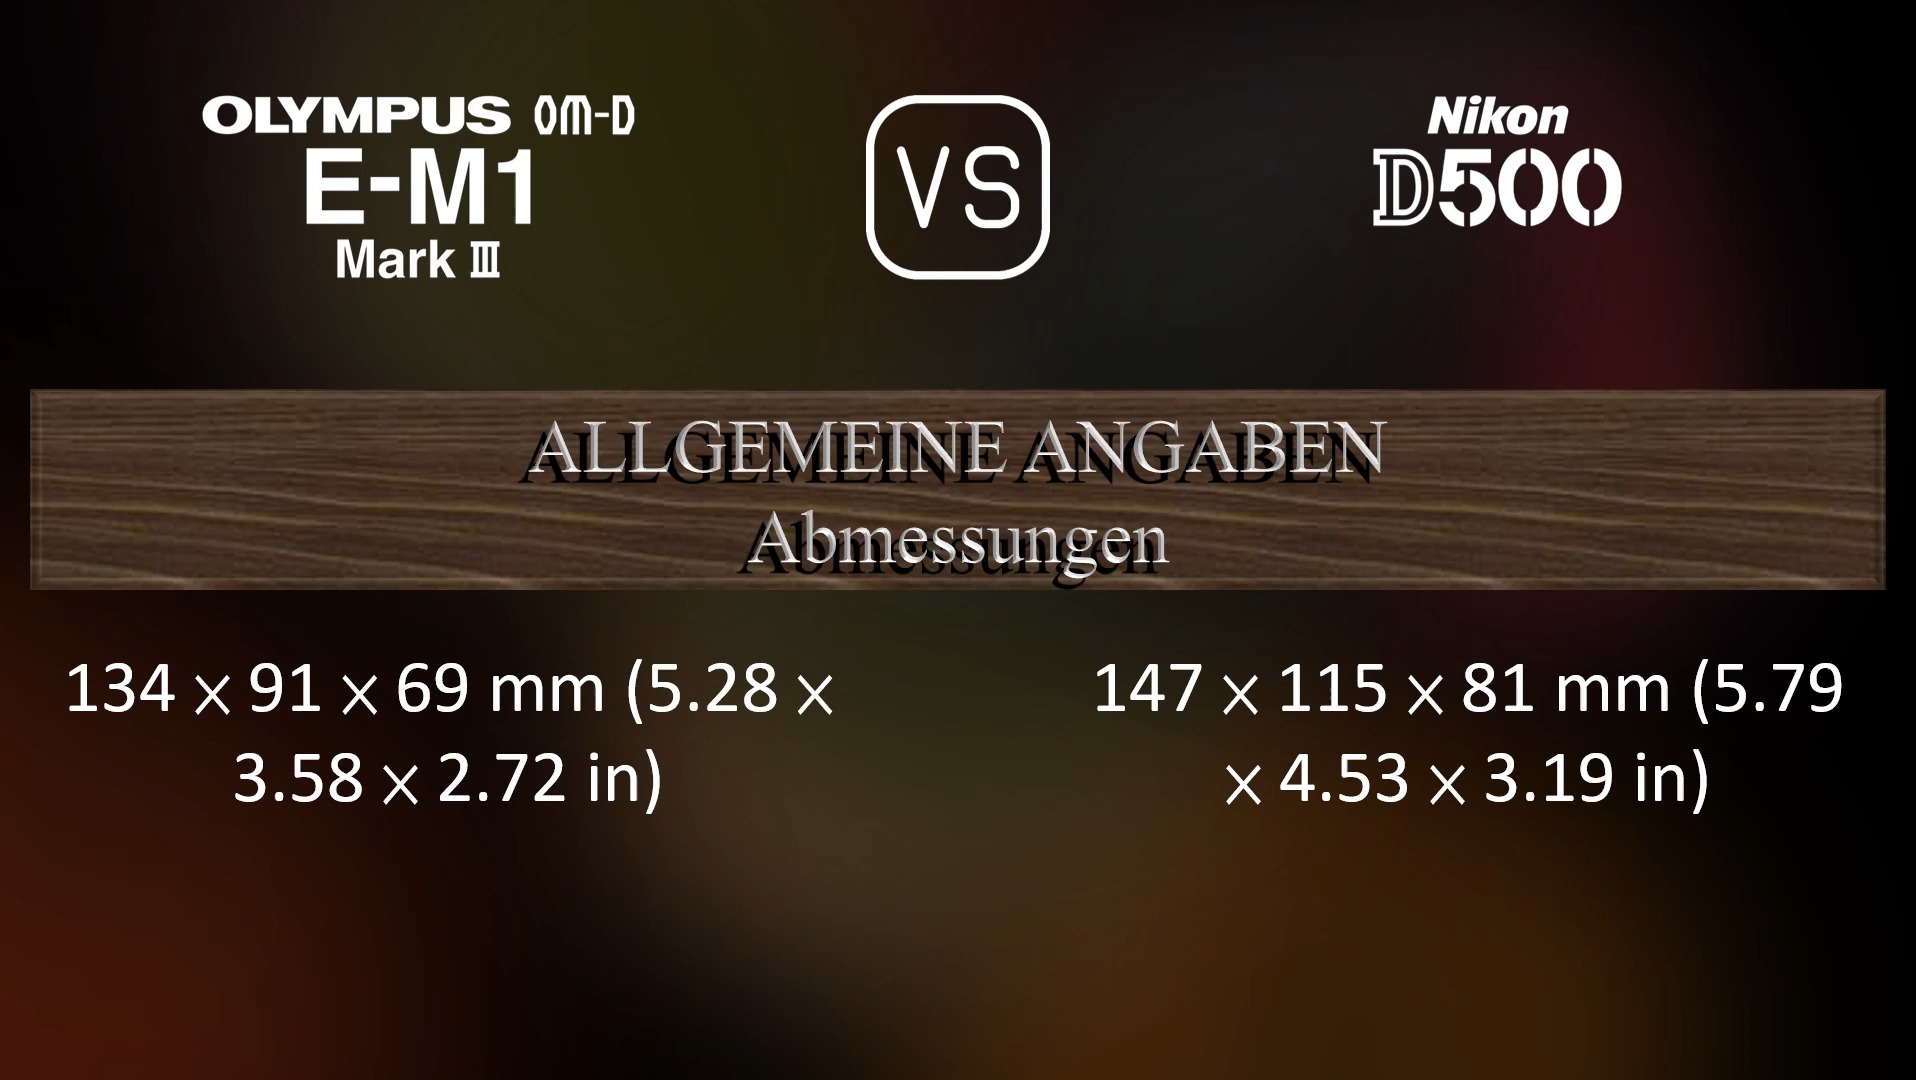 OLYMPUS OM-D
E-M1
Mark III
VS
Nikon
D500
ALLGEMEINE ANGABEN
Abmessungen
134 x 91 x 69 mm (5.28 x
3.58 x 2.72 in)
147 x 115 x 81 mm (5.79
x 4.53 x 3.19 in)